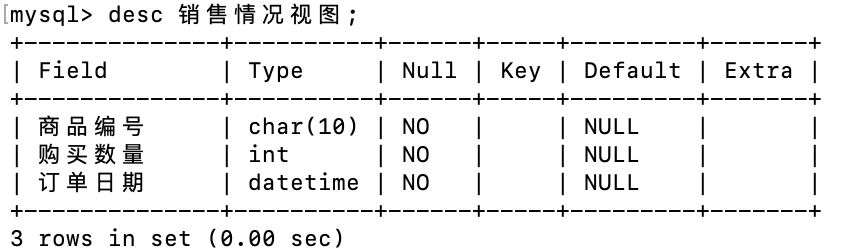 [mysql> desc 销售情况视图;
+--------------+----------+------+-----+---------+-------+
| Field        | Type     | Null | Key | Default | Extra |
+--------------+----------+------+-----+---------+-------+
| 商品编号     | char(10) | NO   |     | NULL    |       |
| 购买数量     | int      | NO   |     | NULL    |       |
| 订单日期     | datetime | NO   |     | NULL    |       |
+--------------+----------+------+-----+---------+-------+
3 rows in set (0.00 sec)